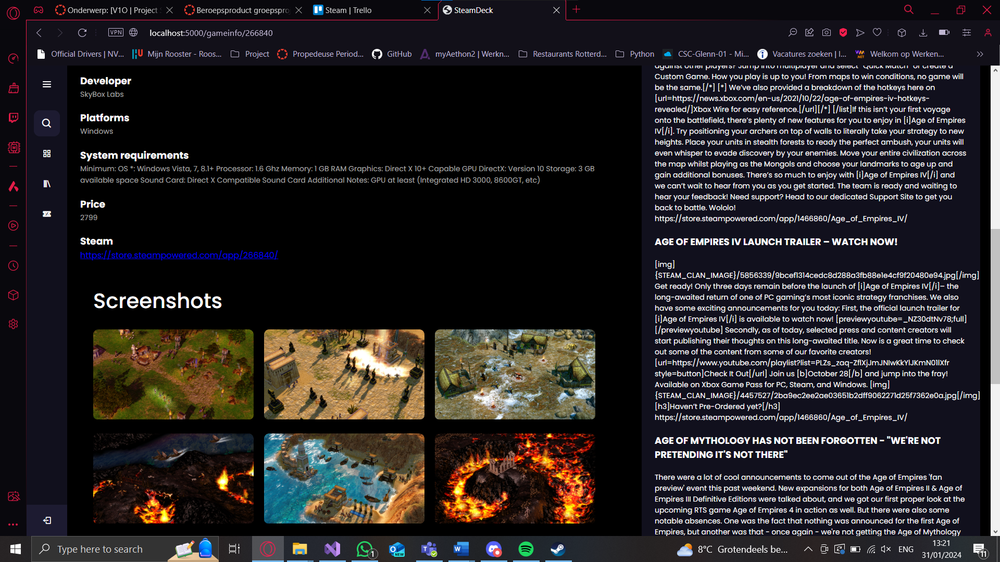 Onderwerp: [V1O | Project S
Beroepsproduct groepspro
Steam | Trello
SteamDeck
VPN
localhost:5000/gameinfo/266840
Official Drivers | NV...
Mijn Rooster - Roos...
Project
Propedeuse Period...
GitHub
myAethon2 | Werkn...
Restaurants Rotterd...
Python
CSC-Glenn-01 - Mi...
Vacatures zoeken | I...
Welkom op Werken...
Developer
SkyBox Labs
Platforms
Windows
System requirements
Minimum: OS *: Windows Vista, 7, 8.1+ Processor: 1.6 Ghz Memory: 1 GB RAM Graphics: Direct X 10+ Capable GPU DirectX: Version 10 Storage: 3 GB
available space Sound Card: Direct X Compatible Sound Card Additional Notes: GPU at least (Integrated HD 3000, 8600GT, etc)
Price
2799
Steam
https://store.steampowered.com/app/266840/
Screenshots
against other players? Jump into multiplayer and select "Quick Match" or create a
Custom Game. How you play is up to you! From maps to win conditions, no game will
be the same.[/*] [*] We've also provided a breakdown of the hotkeys here on
[url=https://news.xbox.com/en-us/2021/10/22/age-of-empires-iv-hotkeys-
revealed/]Xbox Wire for easy reference.[/url][/*] [/list]If this isn't your first voyage
onto the battlefield, there's plenty of new features for you to enjoy in [i]Age of Empires
IV[/i]. Try positioning your archers on top of walls to literally take your strategy to new
heights. Place your units in stealth forests to ready the perfect ambush, your units will
even whisper to evade discovery by your enemies. Move your entire civilization across
the map whilst playing as the Mongols and choose your landmarks to age up and
gain additional bonuses. There's so much to enjoy with [i]Age of Empires IV[/i] and
we can't wait to hear from you as you get started. The team is ready and waiting to
hear your feedback! Need support? Head to our dedicated Support Site to get you
back to battle. Wololo!
https://store.steampowered.com/app/1466860/Age_of_Empires_IV/
AGE OF EMPIRES IV LAUNCH TRAILER – WATCH NOW!
[img]
{STEAM_CLAN_IMAGE}/5856339/9bcef1314cedc8d288a3fb88e1e4cf9f20480e94.jpg[/img]
Get ready! Only three days remain before the launch of [i]Age of Empires IV[/i]– the
long-awaited return of one of PC gaming's most iconic strategy franchises. We also
have some exciting announcements for you today: First, the official launch trailer for
[i]Age of Empires IV[/i] is available to watch now! [previewyoutube=_NZ30dtNv78;full]
[/previewyoutube] Secondly, as of today, selected press and content creators will
start publishing their thoughts on this long-awaited title. Now is a great time to check
out some of the content from some of our favorite creators!
[url=https://www.youtube.com/playlist?list=PLZs_zaq-ZflXjJmJNIwKkYlJKmN01lXfr
style=button]Check It Out[/url] Join us [b]October 28[/b] and jump into the fray!
Available on Xbox Game Pass for PC, Steam, and Windows. [img]
{STEAM_CLAN_IMAGE}/4457527/2ba9ec2ee2ae03651b2dff9062271d25f7362e0a.jpg[/img]
[h3]Haven't Pre-Ordered yet?[/h3]
https://store.steampowered.com/app/1466860/Age_of_Empires_IV/
AGE OF MYTHOLOGY HAS NOT BEEN FORGOTTEN - "WE'RE NOT
PRETENDING IT'S NOT THERE"
There were a lot of cool announcements to come out of the Age of Empires 'fan
preview' event this past weekend. New expansions for both Age of Empires II & Age of
Empires III Definitive Editions were talked about, and we got our first proper look at the
upcoming RTS game Age of Empires 4 in action as well. But there were also some
notable absences. One was the fact that nothing was announced for the first Age of
Empires, but another was that - once again - we're not getting the Age of Mythology
Type here to search
1
NEW
8°C Grotendeels be...
ENG
13:21
31/01/2024
11